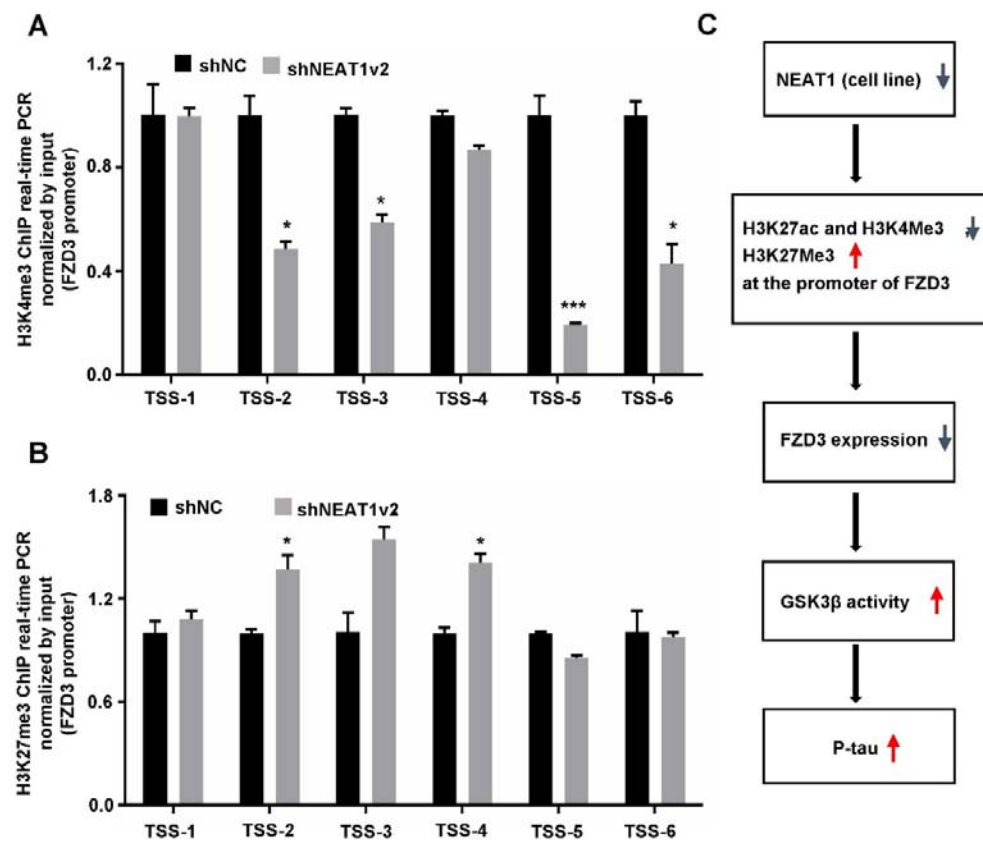 A
shNC shNEAT1v2
H3K4me3 ChIP real-time PCR
normalized by input
(FZD3 promoter)
1.2
0.8
0.4
0.0
*
*
***
*
TSS-1 TSS-2 TSS-3 TSS-4 TSS-5 TSS-6
B
shNC shNEAT1v2
H3K27me3 ChIP real-time PCR
normalized by input
(FZD3 promoter)
1.8
1.2
0.6
0.0
*
*
TSS-1 TSS-2 TSS-3 TSS-4 TSS-5 TSS-6
C
NEAT1 (cell line)
H3K27ac and H3K4Me3
H3K27Me3
at the promoter of FZD3
FZD3 expression
GSK3β activity
P-tau